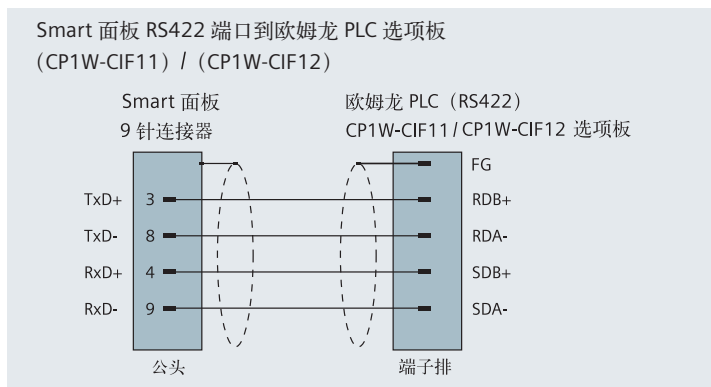 Smart 面板 RS422 端口到欧姆龙 PLC 选项板
(CP1W-CIF11) / (CP1W-CIF12)
Smart 面板
9 针连接器
欧姆龙 PLC (RS422)
CP1W-CIF11 / CP1W-CIF12 选项板
FG
TxD+ 3 RDB+
TxD- 8 RDA-
RxD+ 4 SDB+
RxD- 9 SDA-
公头 端子排